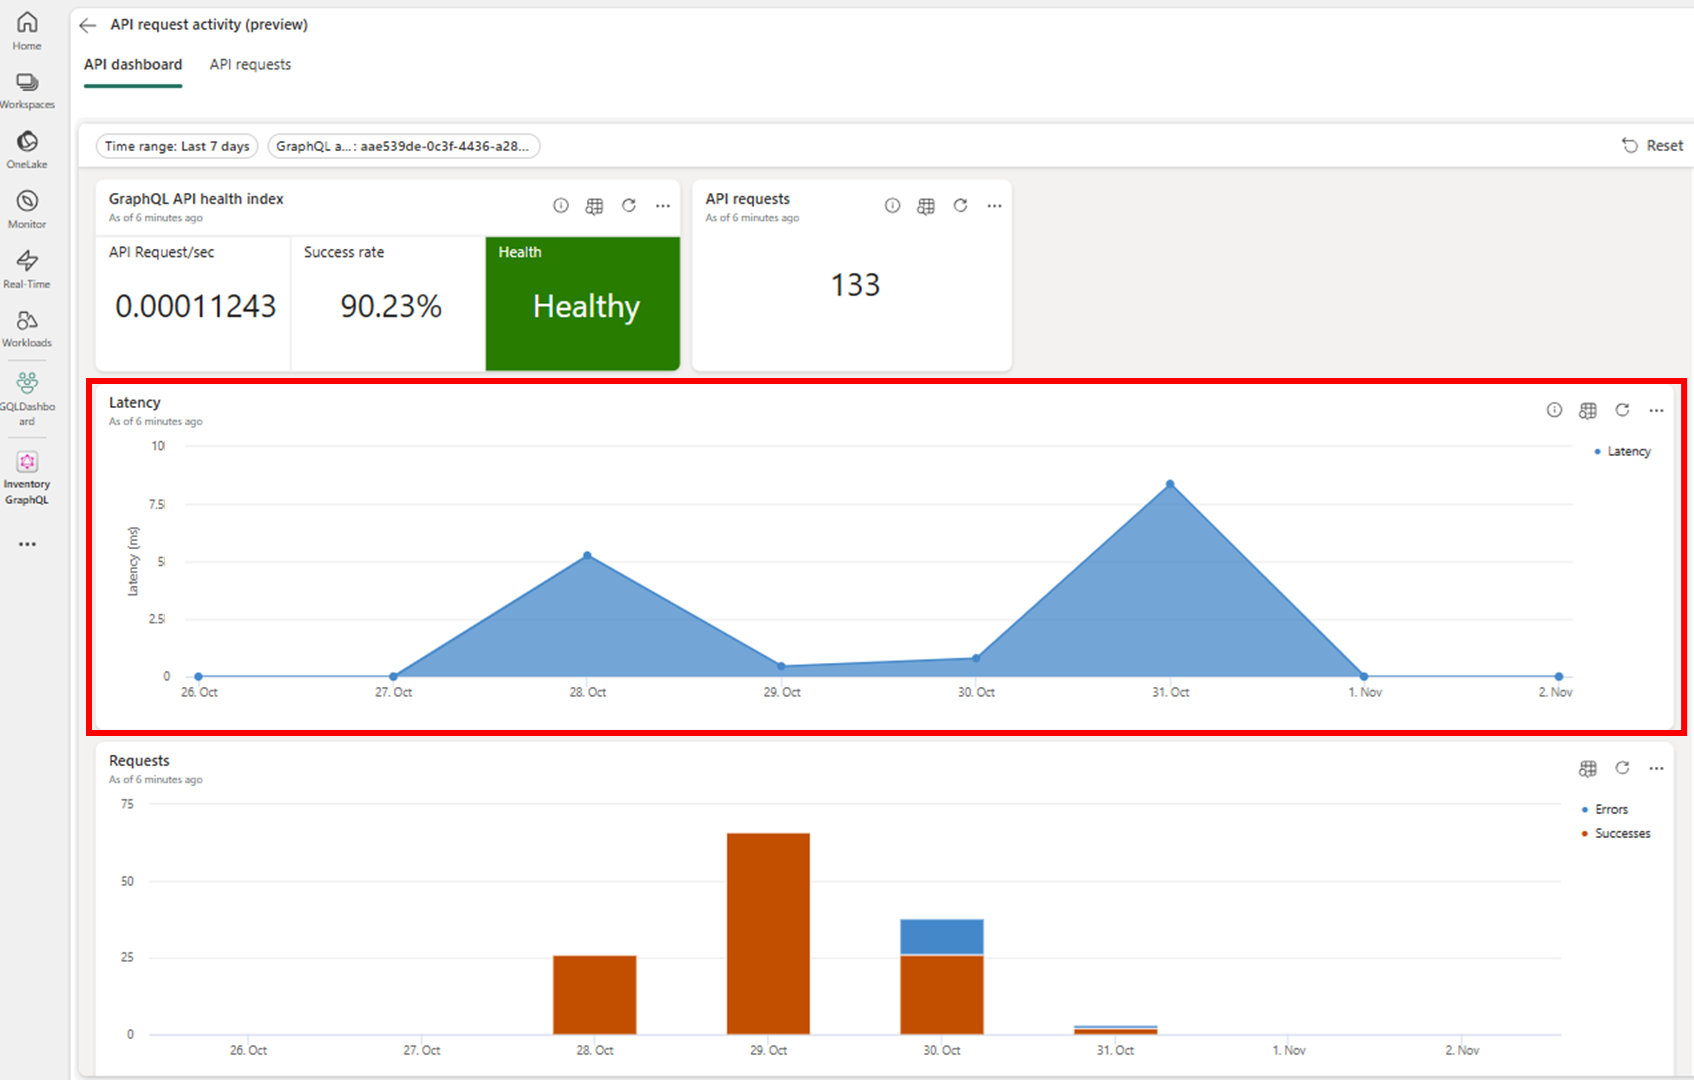 API request activity (preview)
API dashboard
API requests
Home
Workspaces
OneLake
Monitor
Real-Time
Workloads
GQLDashbo
ard
Inventory
GraphQL
Time range: Last 7 days
GraphQL a...: aae539de-0c3f-4436-a28...
Reset
GraphQL API health index
As of 6 minutes ago
API Request/sec
0.00011243
Success rate
90.23%
Health
Healthy
API requests
As of 6 minutes ago
133
Latency
As of 6 minutes ago
Latency (ms)
10
7.5
5
2.5
0
26. Oct
27. Oct
28. Oct
29. Oct
30. Oct
31. Oct
1. Nov
2. Nov
Latency
Requests
As of 6 minutes ago
75
50
25
0
26. Oct
27. Oct
28. Oct
29. Oct
30. Oct
31. Oct
1. Nov
2. Nov
Errors
Successes